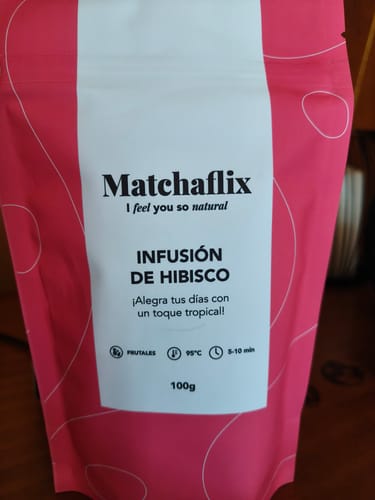 Matchaflix
I feel you so natural
INFUSIÓN
DE HIBISCO
¡Alegra tus días con
un toque tropical!
FRUTALES 95°C 5-10 min
100g